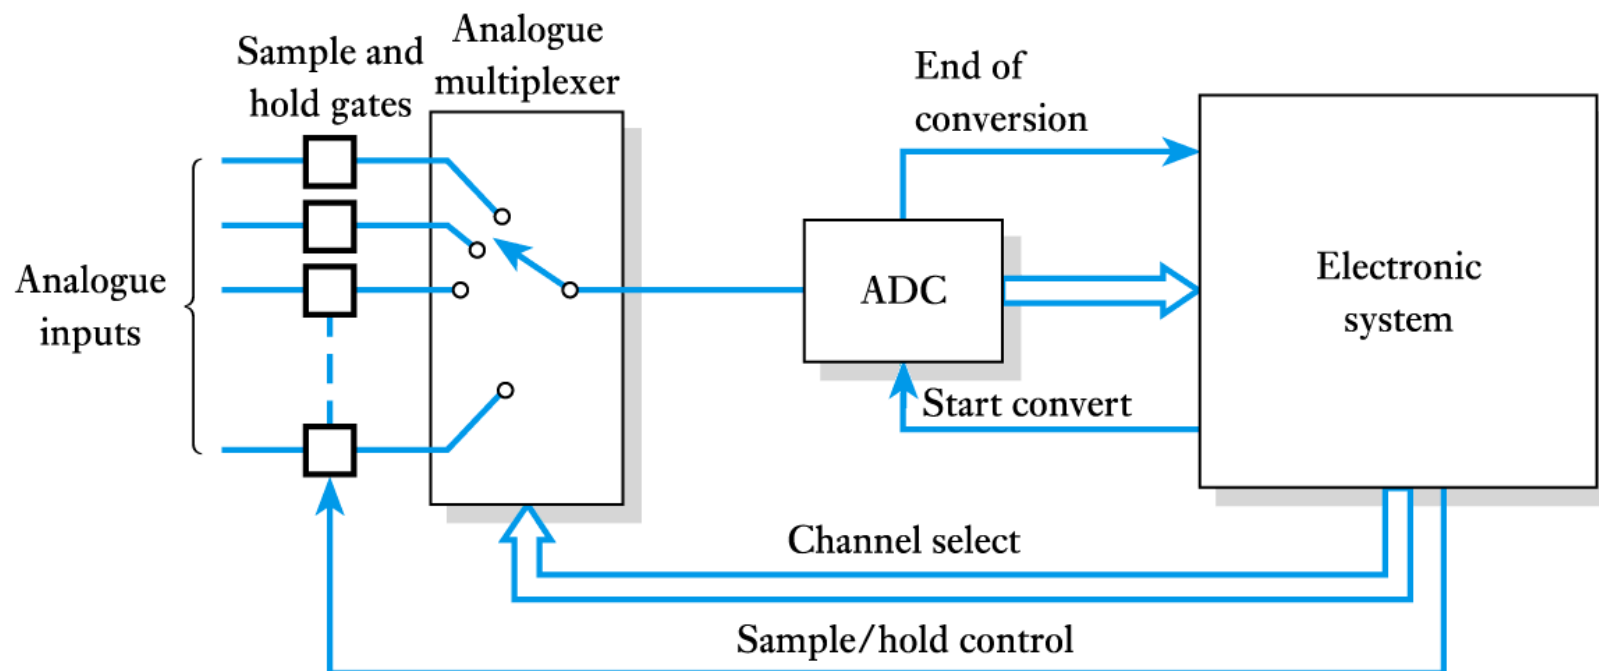 Sample and
hold gates
Analogue
multiplexer
End of
conversion
Analogue
inputs
ADC
Electronic
system
Start convert
Channel select
Sample/hold control